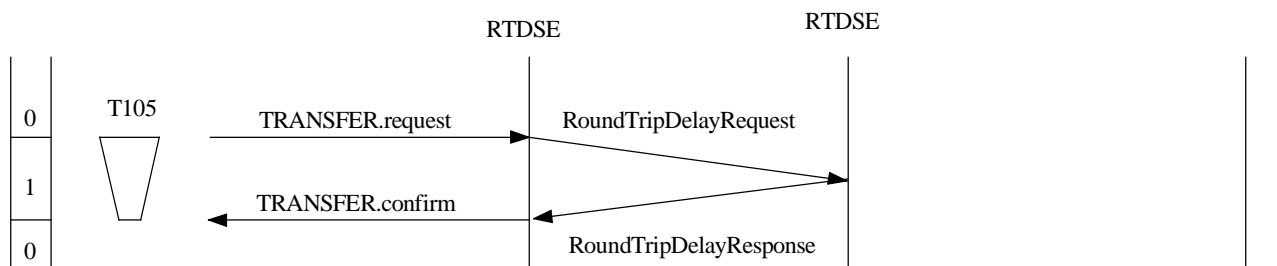 RTDSE
RTDSE
0
T105
TRANSFER.request
RoundTripDelayRequest
1
TRANSFER.confirm
0
RoundTripDelayResponse